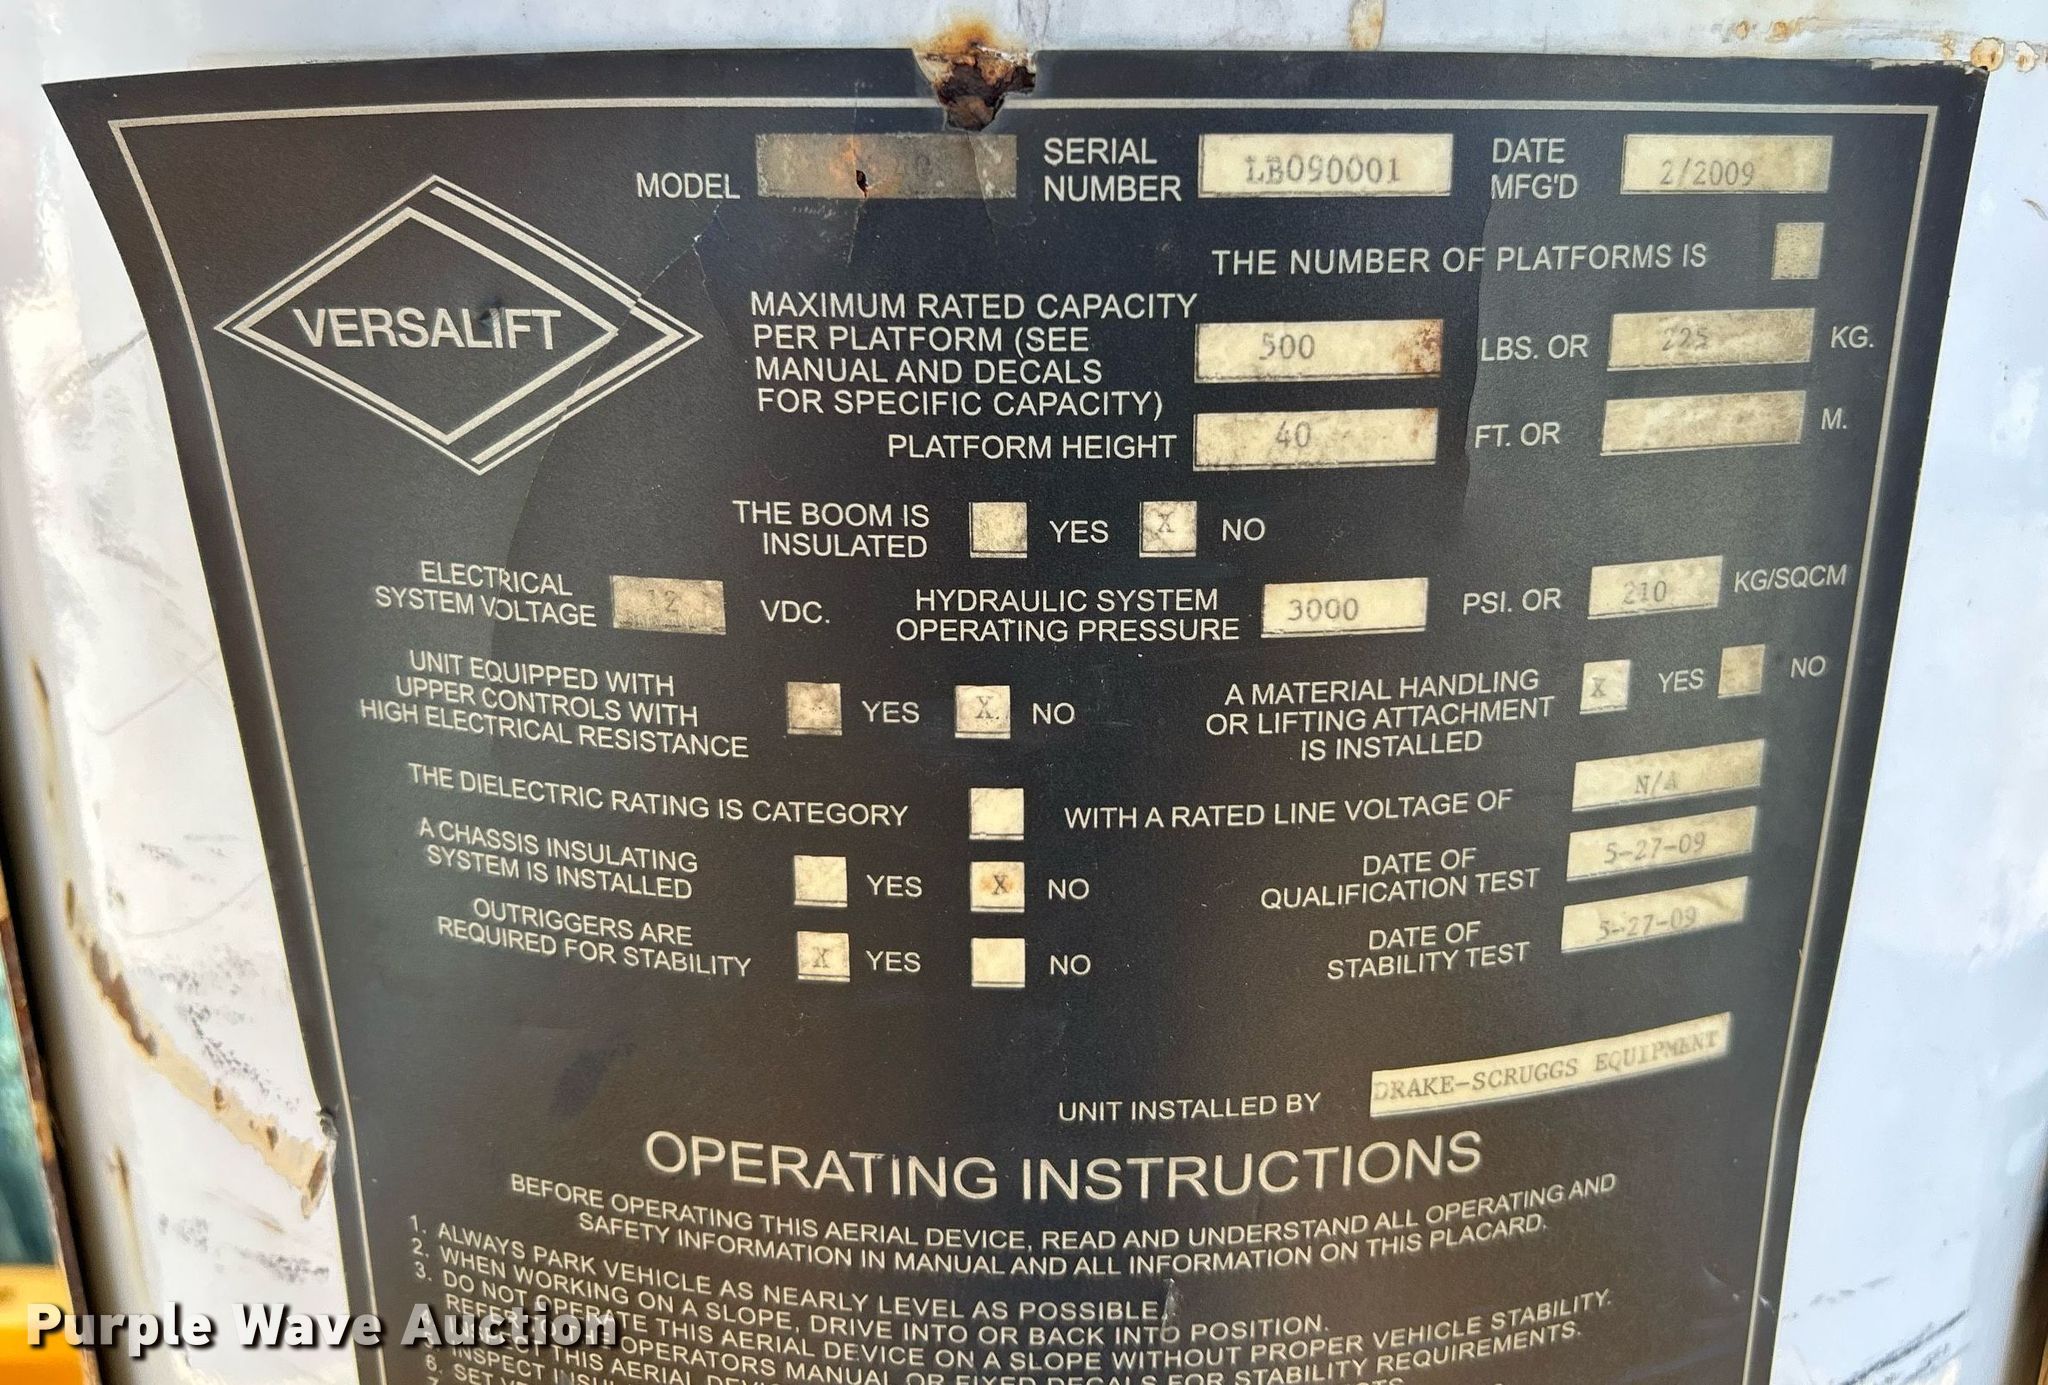 VERSALIFT
MODEL
SERIAL NUMBER LB090001
DATE MFG'D 2/2009
THE NUMBER OF PLATFORMS IS
MAXIMUM RATED CAPACITY
PER PLATFORM (SEE
MANUAL AND DECALS
FOR SPECIFIC CAPACITY)
500 LBS. OR 225 KG.
PLATFORM HEIGHT 40 FT. OR M.
THE BOOM IS
INSULATED
YES X NO
ELECTRICAL
SYSTEM VOLTAGE 12 VDC.
HYDRAULIC SYSTEM
OPERATING PRESSURE 3000 PSI. OR 210 KG/SQCM
UNIT EQUIPPED WITH
UPPER CONTROLS WITH
HIGH ELECTRICAL RESISTANCE
YES X NO
A MATERIAL HANDLING
OR LIFTING ATTACHMENT
IS INSTALLED
X YES NO
THE DIELECTRIC RATING IS CATEGORY
WITH A RATED LINE VOLTAGE OF N/A
A CHASSIS INSULATING
SYSTEM IS INSTALLED
YES X NO
DATE OF
QUALIFICATION TEST 5-27-09
OUTRIGGERS ARE
REQUIRED FOR STABILITY
X YES NO
DATE OF
STABILITY TEST 5-27-09
UNIT INSTALLED BY DRAKE-SCRUGGS EQUIPMENT
OPERATING INSTRUCTIONS
BEFORE OPERATING THIS AERIAL DEVICE, READ AND UNDERSTAND ALL OPERATING AND
SAFETY INFORMATION IN MANUAL AND ALL INFORMATION ON THIS PLACARD.
1. ALWAYS PARK VEHICLE AS NEARLY LEVEL AS POSSIBLE.
2. WHEN WORKING ON A SLOPE, DRIVE INTO OR BACK INTO POSITION.
3. DO NOT OPERATE THIS AERIAL DEVICE ON A SLOPE WITHOUT PROPER VEHICLE STABILITY.
REFER TO OPERATORS MANUAL OR FIXED DECALS FOR STABILITY REQUIREMENTS.
THIS AERIAL
6. INSPECT
7. SET
Purple Wave Auction